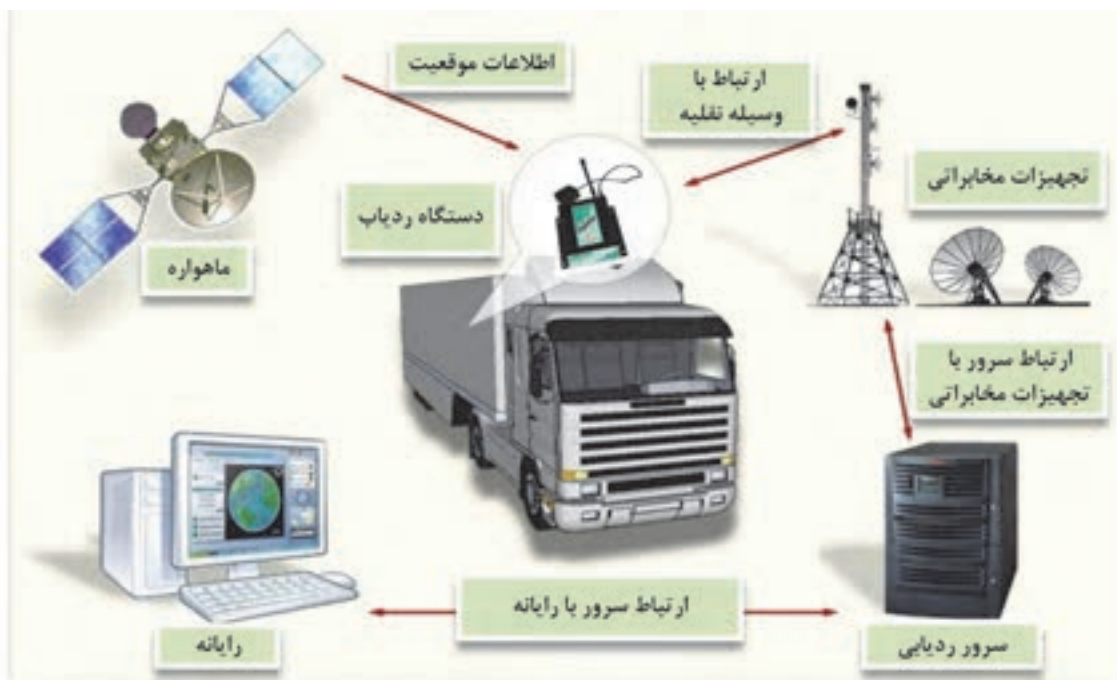 اطلاعات موقعیت
ارتباط با
وسیله نقلیه
تجهیزات مخابراتی
دستگاه ردیاب
ماهواره
ارتباط سرور با
تجهیزات مخابراتی
ارتباط سرور با رایانه
رایانه
سرور ردیابی